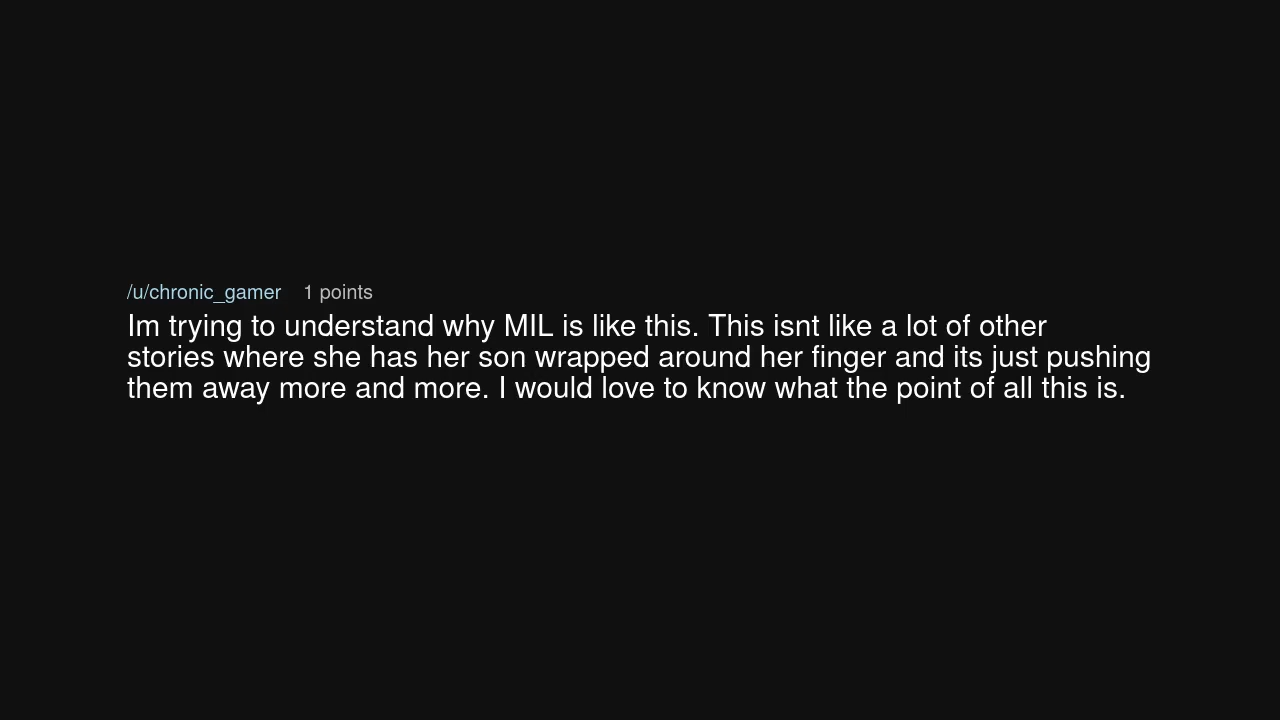 /u/chronic_gamer 1 points
Im trying to understand why MIL is like this. This isnt like a lot of other
stories where she has her son wrapped around her finger and its just pushing
them away more and more. I would love to know what the point of all this is.